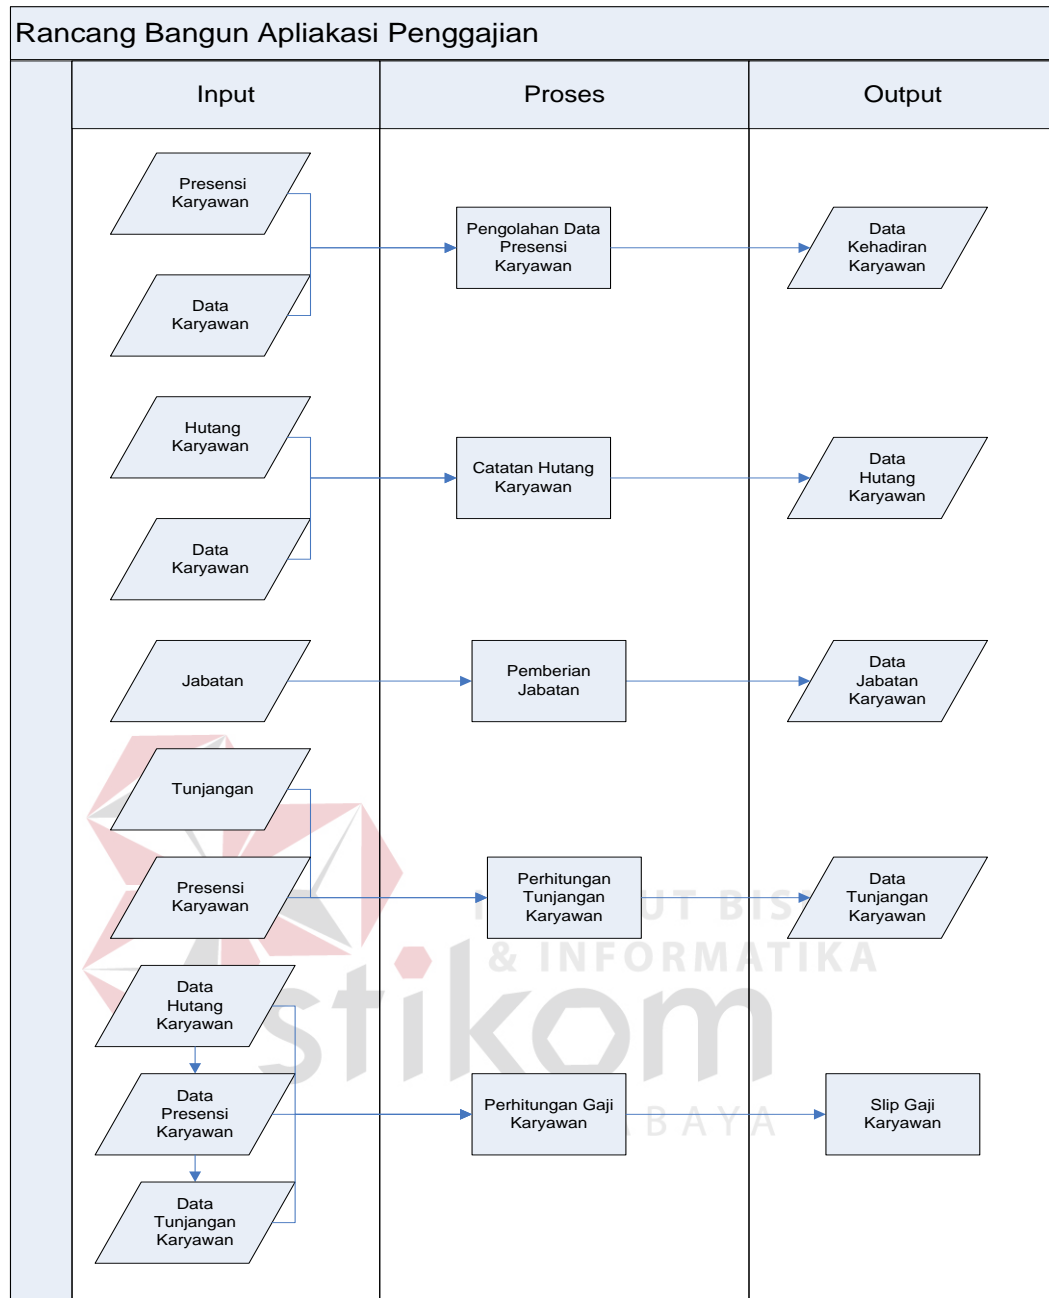 Rancang Bangun Apliakasi Penggajian
Input
Proses
Output
Presensi
Karyawan
Data
Karyawan
Pengolahan Data
Presensi
Karyawan
Data
Kehadiran
Karyawan
Hutang
Karyawan
Data
Karyawan
Catatan Hutang
Karyawan
Data
Hutang
Karyawan
Jabatan
Pemberian
Jabatan
Data
Jabatan
Karyawan
Tunjangan
Presensi
Karyawan
Perhitungan
Tunjangan
Karyawan
Data
Tunjangan
Karyawan
Data
Hutang
Karyawan
Data
Presensi
Karyawan
Data
Tunjangan
Karyawan
Perhitungan Gaji
Karyawan
Slip Gaji
Karyawan
& INFORMATIKA
stikom